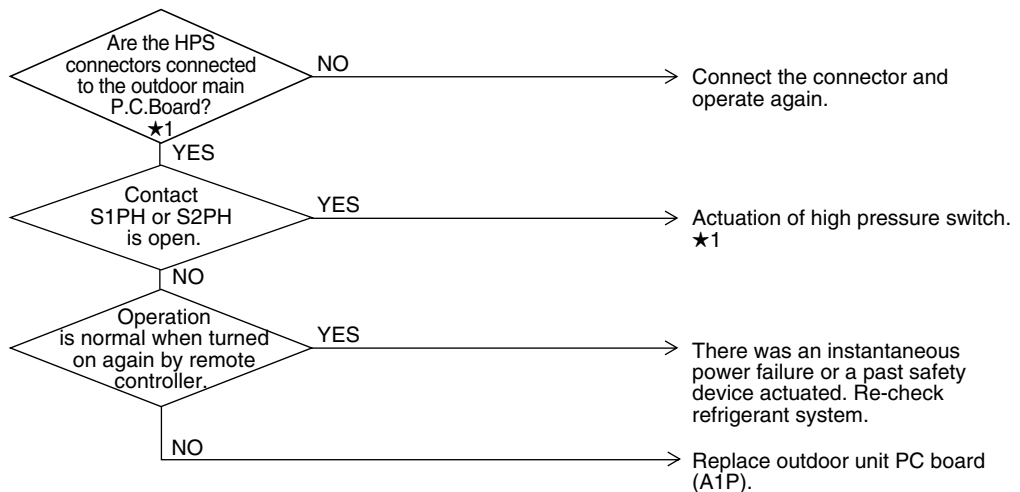 Are the HPS
connectors connected
to the outdoor main
P.C.Board?
★1
NO
Connect the connector and
operate again.
YES
Contact
S1PH or S2PH
is open.
YES
Actuation of high pressure switch.
★1
NO
Operation
is normal when turned
on again by remote
controller.
YES
There was an instantaneous
power failure or a past safety
device actuated. Re-check
refrigerant system.
NO
Replace outdoor unit PC board
(A1P).